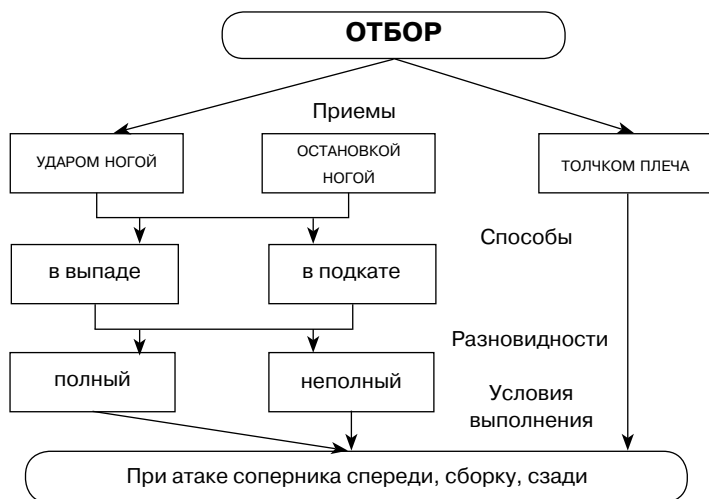 ОТБОР
Приемы
УДАРОМ НОГОЙ
ОСТАНОВКОЙ
НОГОЙ
ТОЛЧКОМ ПЛЕЧА
Способы
в выпаде
в подкате
Разновидности
полный
неполный
Условия
выполнения
При атаке соперника спереди, сборку, сзади